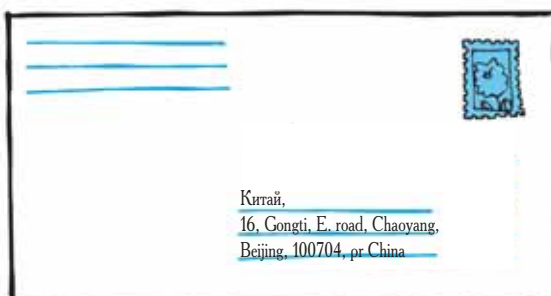 Китай,
16, Gongti, E. road, Chaoyang,
Beijing, 100704, pr China